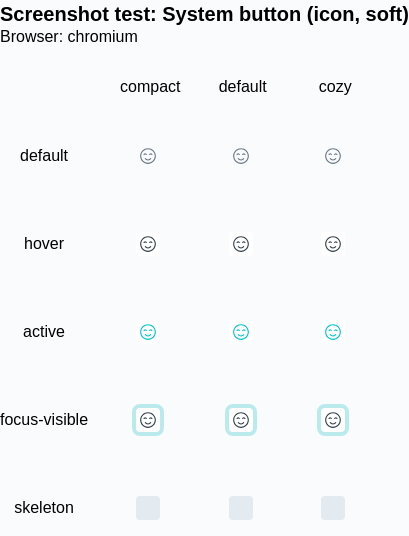 Screenshot test: System button (icon, soft)
Browser: chromium
compact default cozy
default
hover
active
focus-visible
skeleton